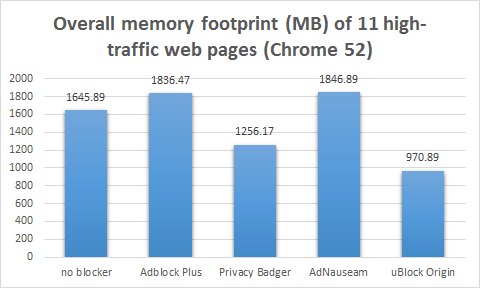 Overall memory footprint (MB) of 11 high-
traffic web pages (Chrome 52)
2000
1800
1600
1400
1200
1000
800
600
400
200
0
1645.89
1836.47
1256.17
1846.89
970.89
no blocker
Adblock Plus
Privacy Badger
AdNauseam
uBlock Origin